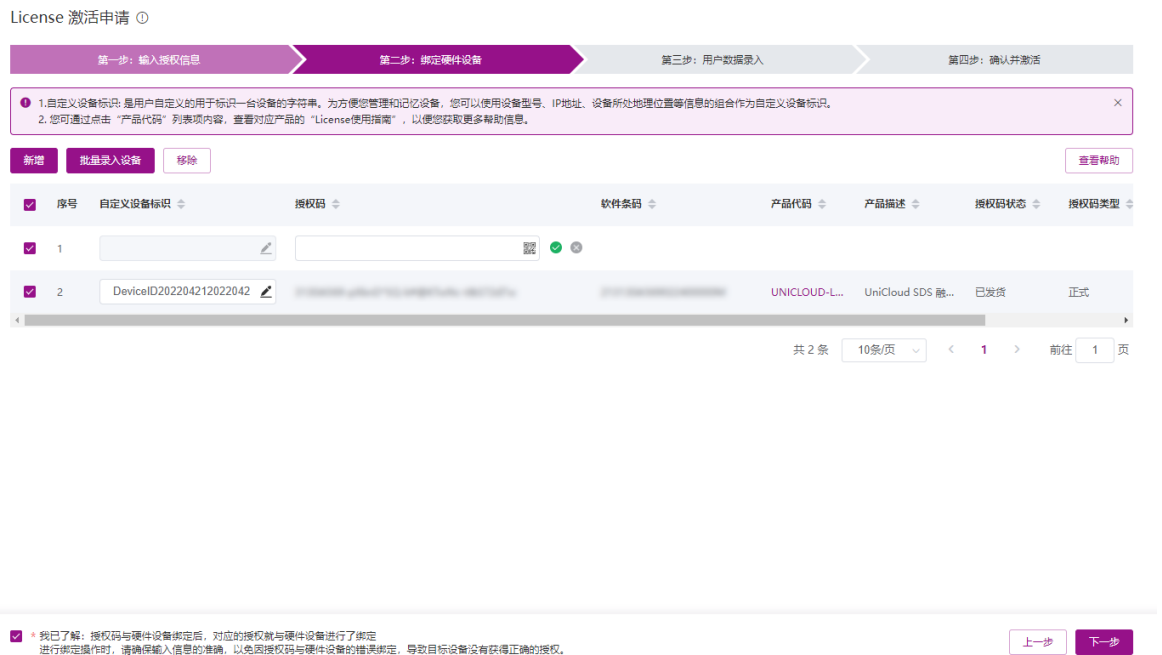 License 激活申请
第一步：输入授权信息
第二步：绑定硬件设备
第三步：用户数据录入
第四步：确认并激活
1.自定义设备标识: 是用户自定义的用于标识一台设备的字符串。为方便您管理和记忆设备，您可以使用设备型号、IP地址、设备所处地理位置等信息的组合作为自定义设备标识。
2. 您可通过点击“产品代码”列表项内容，查看对应产品的“License使用指南”，以便您获取更多帮助信息。
新增 批量录入设备 移除 查看帮助
序号 自定义设备标识 授权码 软件条码 产品代码 产品描述 授权码状态 授权码类型
1
2 DeviceID202204212022042 UNICLOUD-L... UniCloud SDS 融... 已发货 正式
共 2 条 10条/页 1 前往 1 页
* 我已了解：授权码与硬件设备绑定后，对应的授权就与硬件设备进行了绑定
进行绑定操作时，请确保输入信息的准确，以免因授权码与硬件设备的错误绑定，导致目标设备没有获得正确的授权。
上一步 下一步